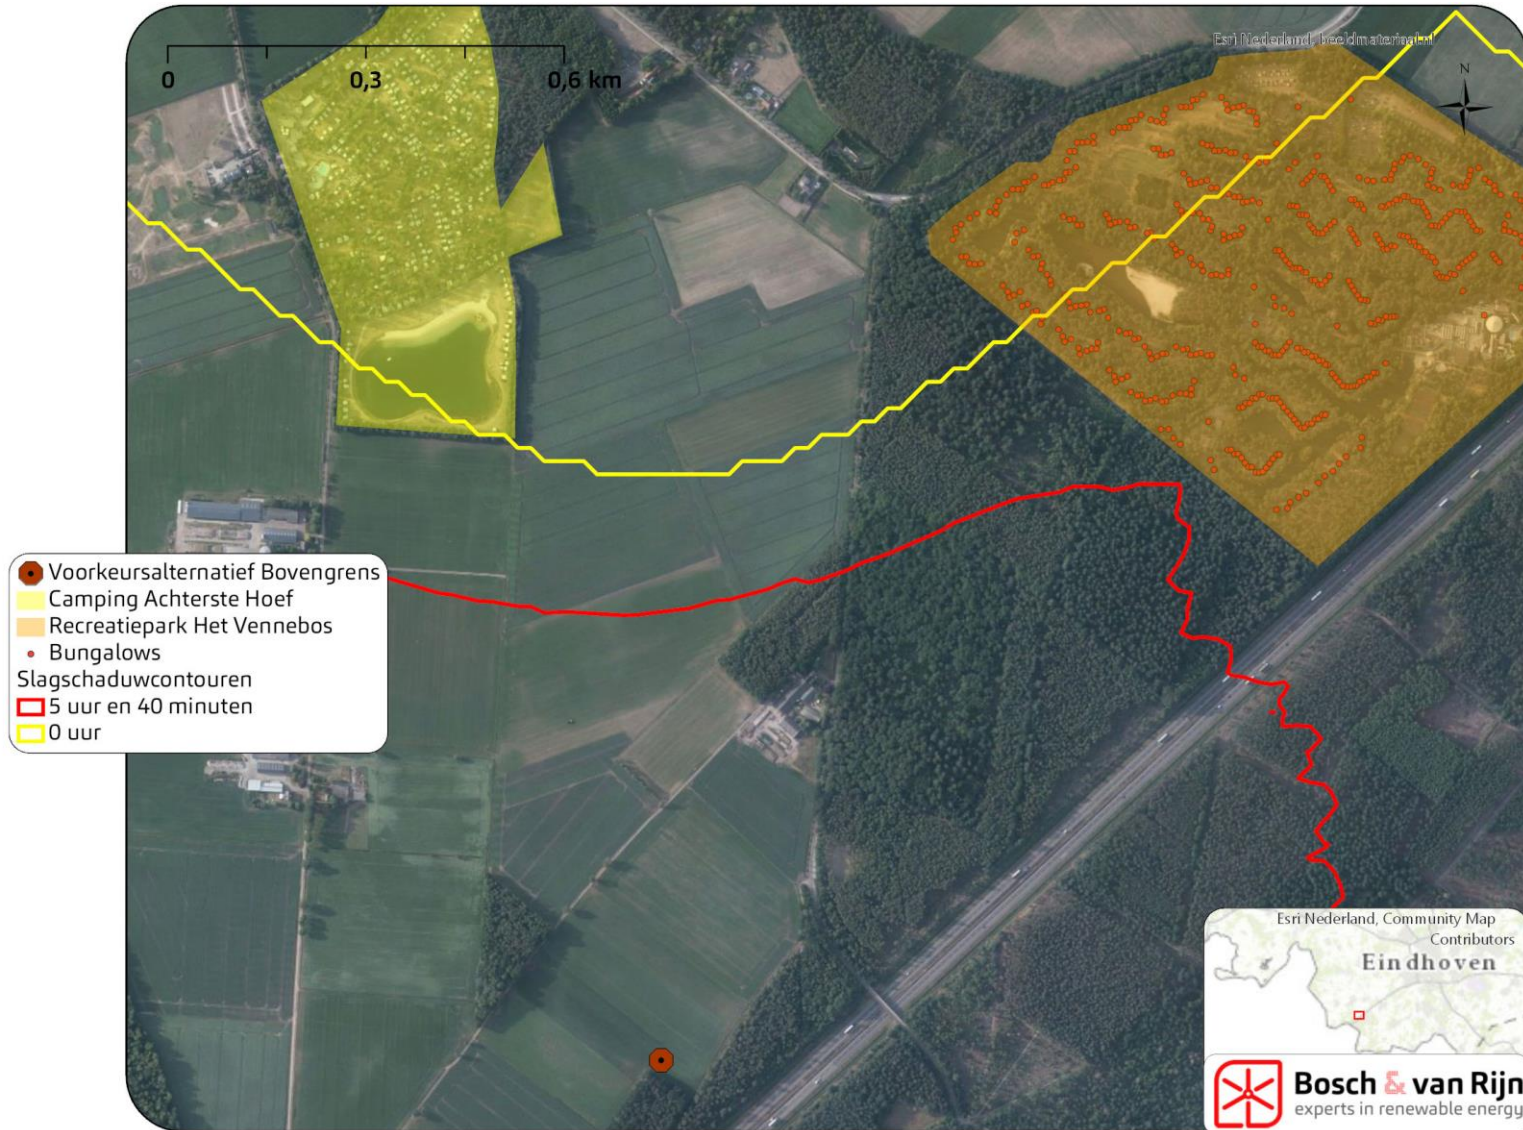 Esri Nederland, beeldmateriaal.nl
0 0,3 0,6 km
N
Voorkeursalternatief Bovengrens
Camping Achterste Hoef
Recreatiepark Het Vennebos
Bungalows
Slagschaduwcontouren
5 uur en 40 minuten
0 uur
Esri Nederland, Community Map
Contributors
Eindhoven
Bosch & van Rijn
experts in renewable energy